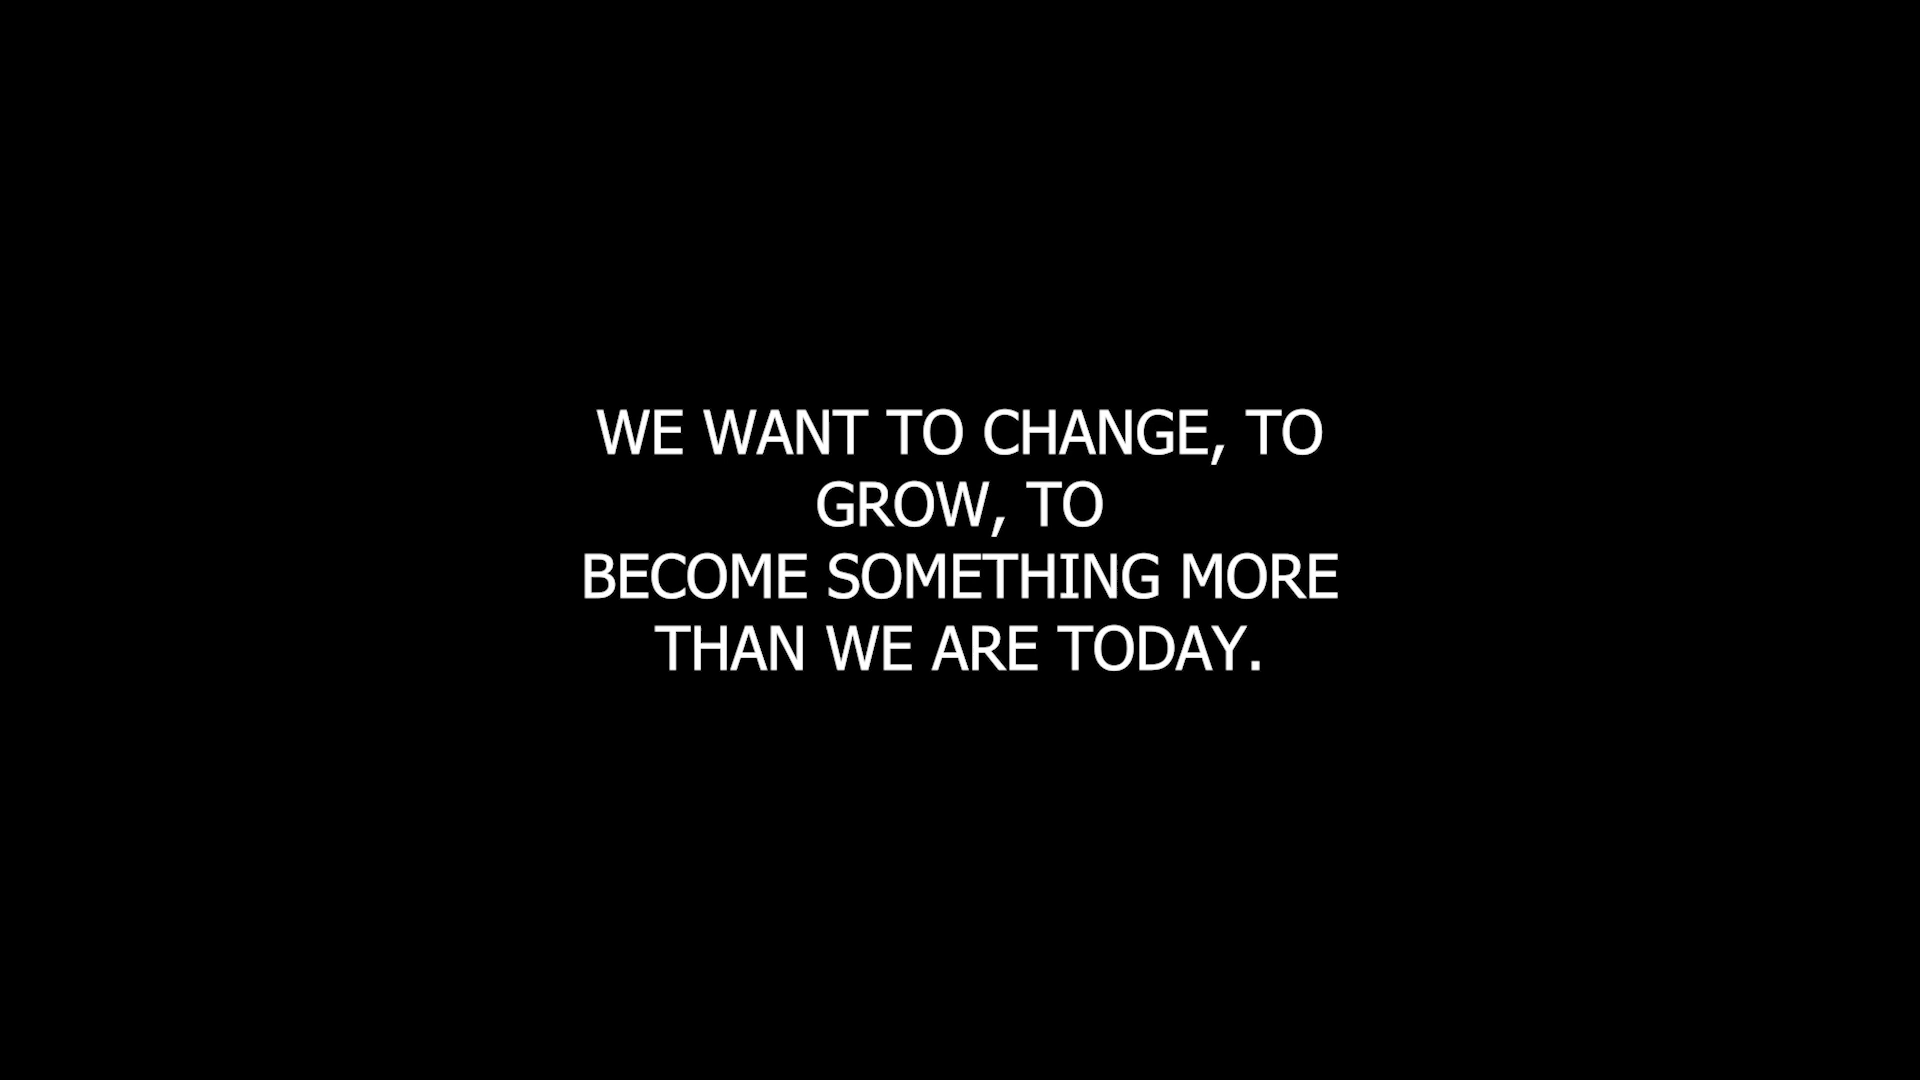 WE WANT TO CHANGE, TO
GROW, TO
BECOME SOMETHING MORE
THAN WE ARE TODAY.